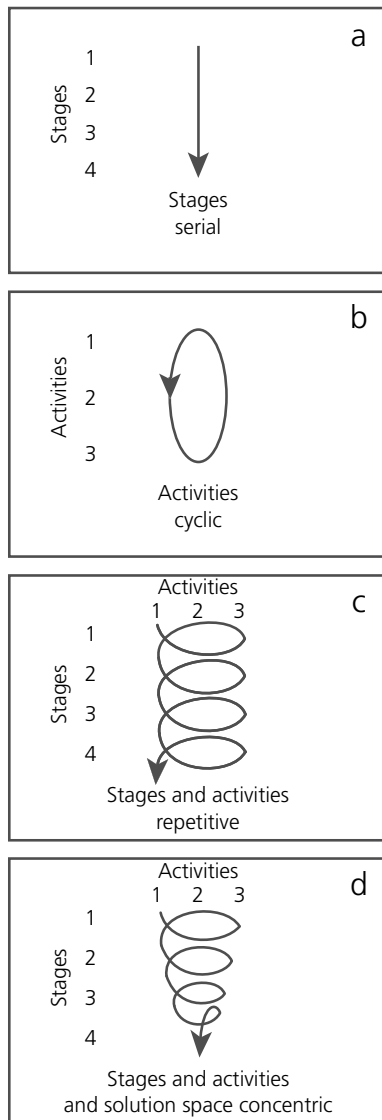 a
Stages
1
2
3
4
Stages
serial
b
Activities
1
2
3
Activities
cyclic
c
Activities
1 2 3
Stages
1
2
3
4
Stages and activities
repetitive
d
Activities
1 2 3
Stages
1
2
3
4
Stages and activities
and solution space concentric